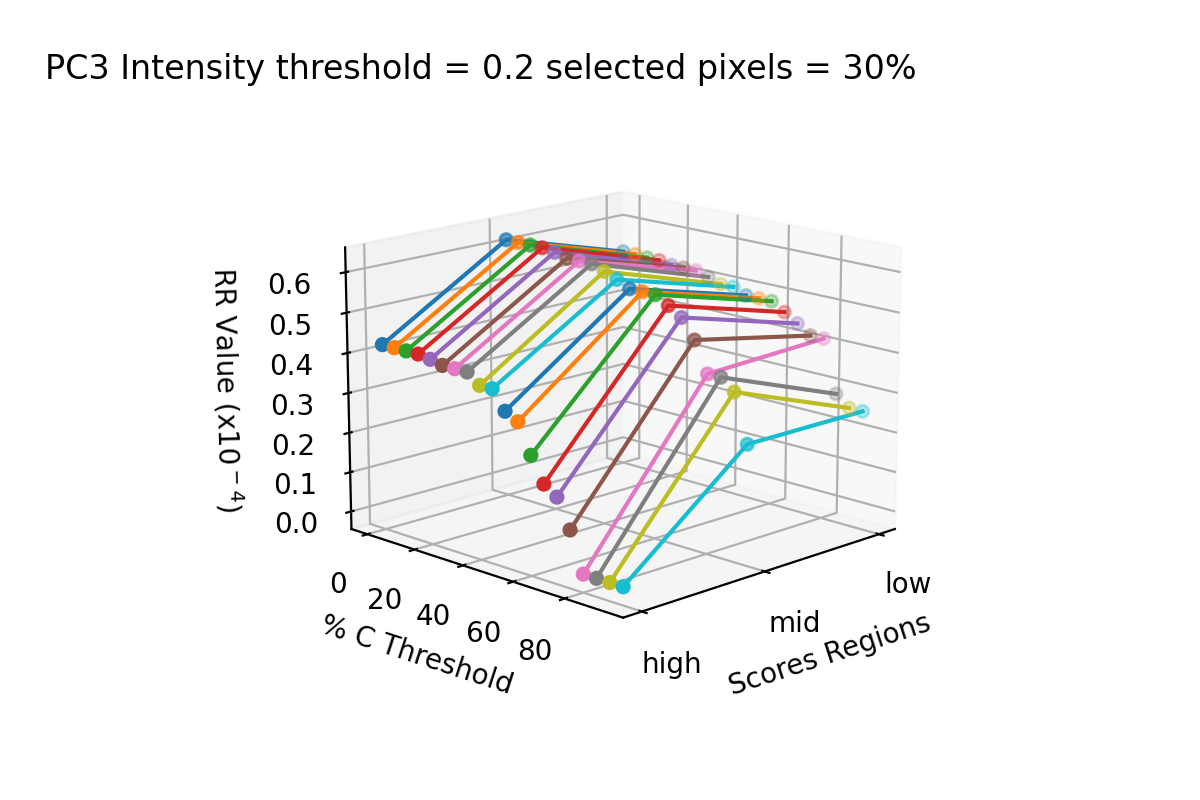 PC3 Intensity threshold = 0.2 selected pixels = 30%
RR Value (x10⁻⁴)
0.6
0.5
0.4
0.3
0.2
0.1
0.0
0
20
40
60
80
% C Threshold
high
mid
low
Scores Regions